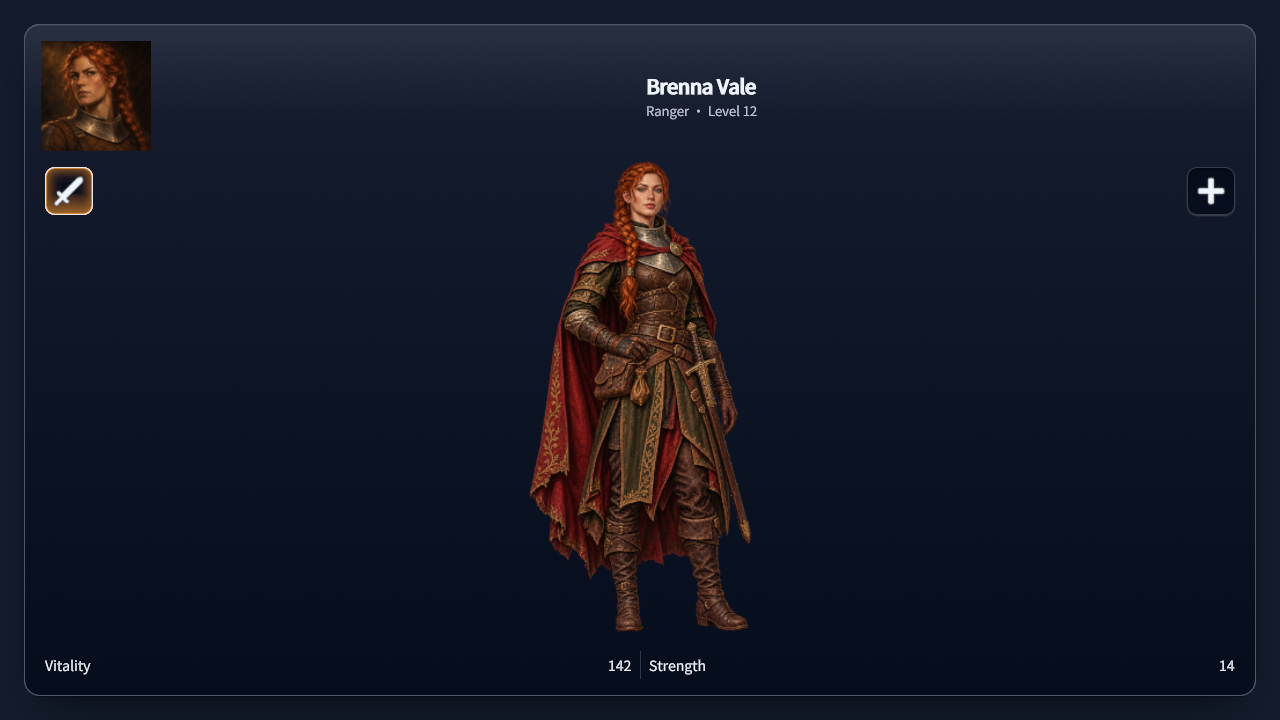 Brenna Vale
Ranger • Level 12
Vitality 142
Strength 14